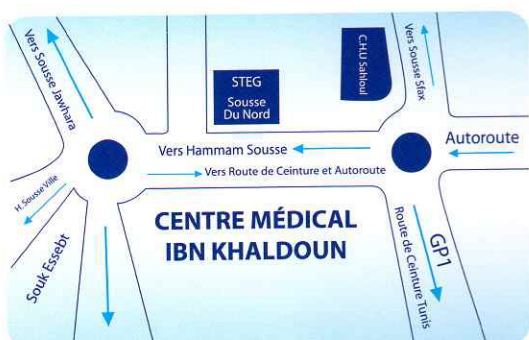 Vers Sousse Jawhara
STEG
Sousse
Du Nord
C.H.U Sahloul
Vers Sousse Sfax
Autoroute
Vers Hammam Sousse
Vers Route de Ceinture et Autoroute
H. Sousse Ville
Souk Essebt
CENTRE MÉDICAL
IBN KHALDOUN
GP1
Route de Ceinture Tunis